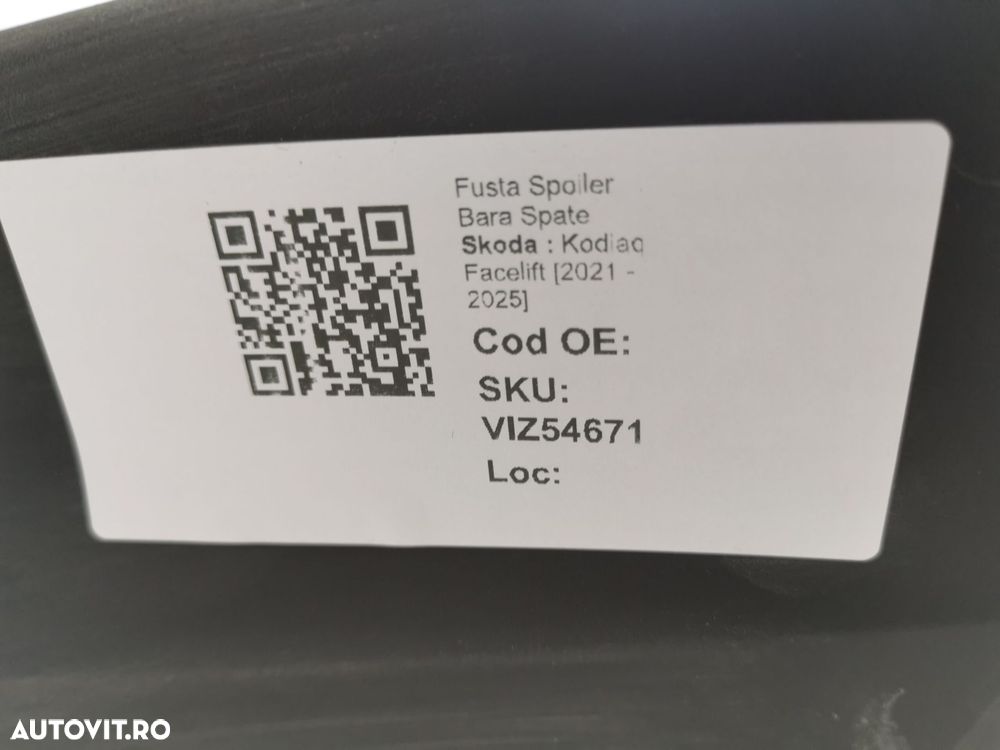 Fusta Spoiler
Bara Spate
Skoda : Kodiaq
Facelift [2021 -
2025]
Cod OE:
SKU:
VIZ54671
Loc:
AUTOVIT.RO